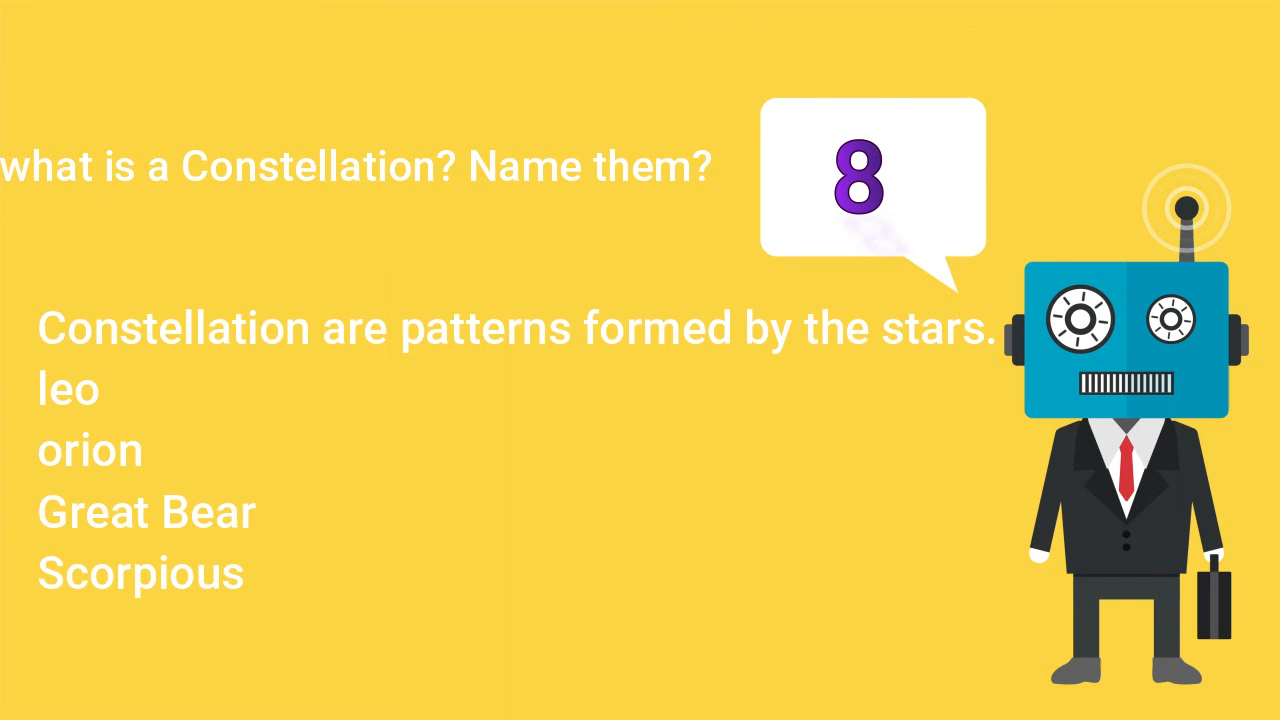 what is a Constellation? Name them?
8
Constellation are patterns formed by the stars.
leo
orion
Great Bear
Scorpious